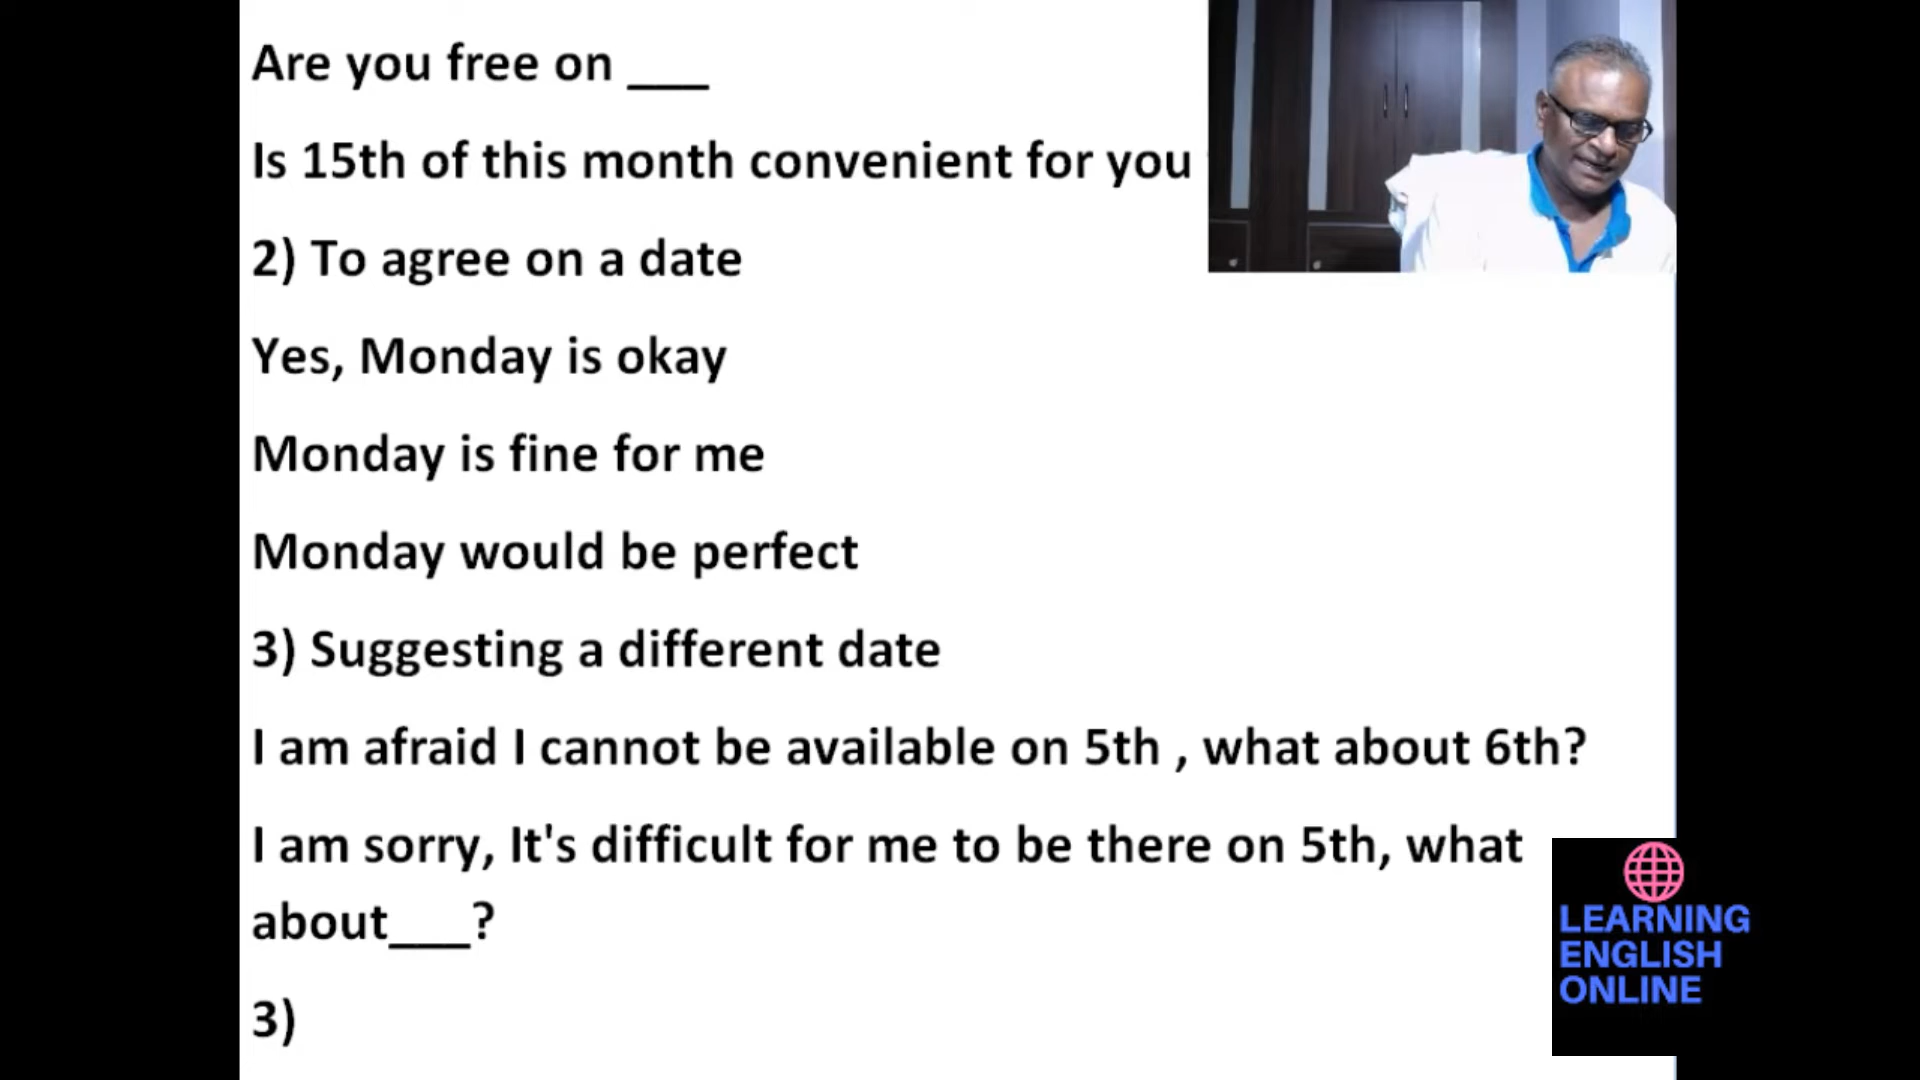 Are you free on ___
Is 15th of this month convenient for you
2) To agree on a date
Yes, Monday is okay
Monday is fine for me
Monday would be perfect
3) Suggesting a different date
I am afraid I cannot be available on 5th , what about 6th?
I am sorry, It's difficult for me to be there on 5th, what
about___?
3)
LEARNING
ENGLISH
ONLINE